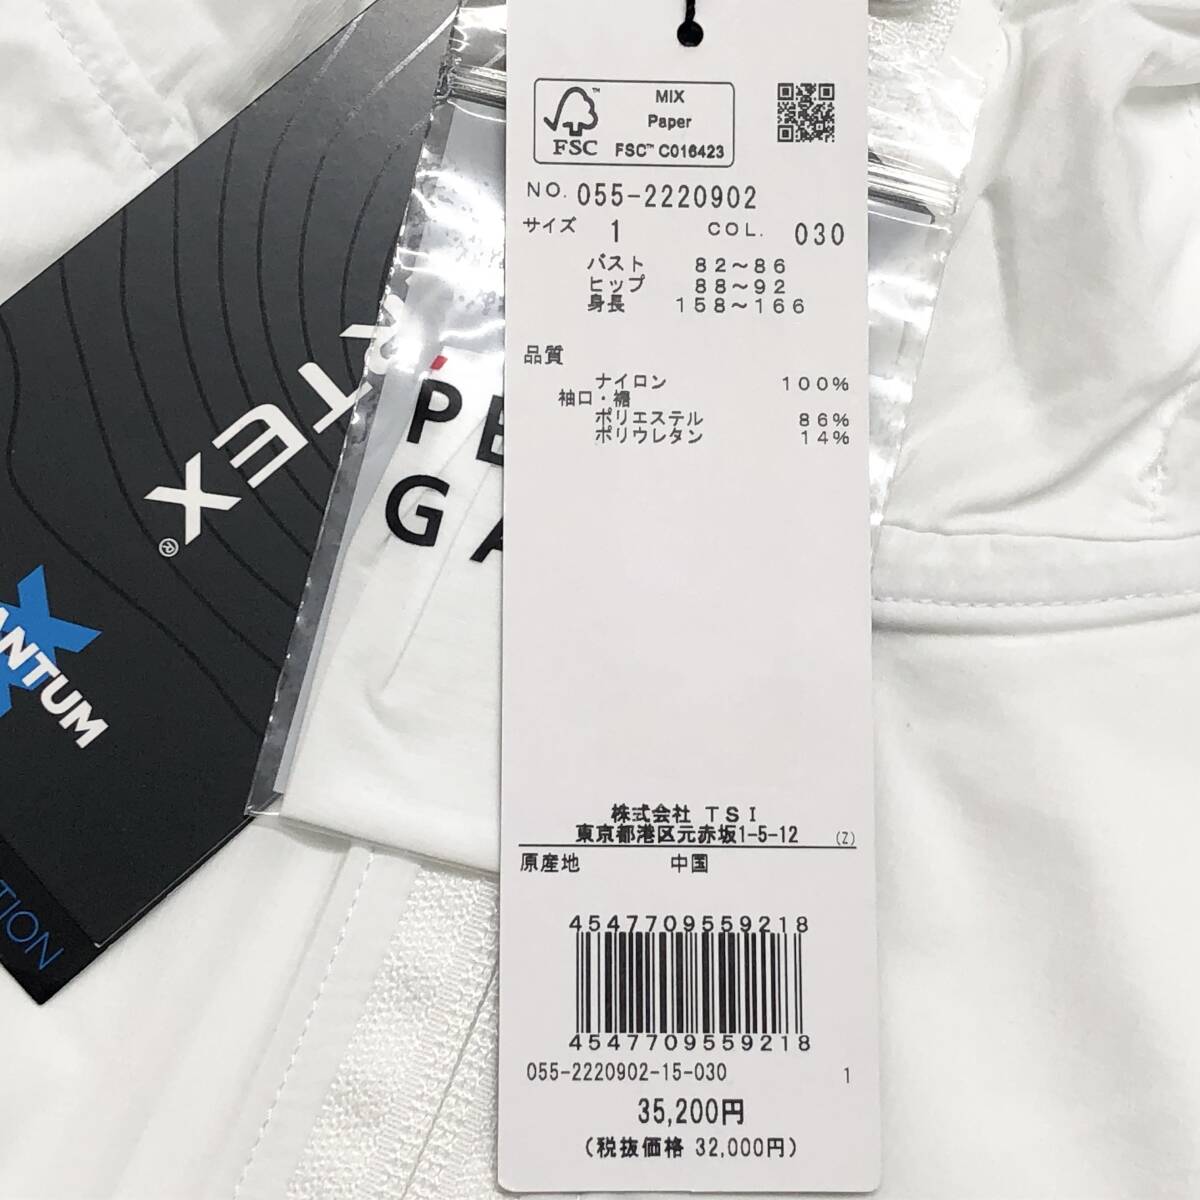 MIX
Paper
FSC™ C016423
FSC™
NO. 055-2220902
サイズ 1 COL. 030
バスト 82～86
ヒップ 88～92
身長 158～166
品質
ナイロン 100%
袖口・裾
ポリエステル 86%
ポリウレタン 14%
株式会社 TSI
東京都港区元赤坂1-5-12 (Z)
原産地 中国
4547709559218
4547709559218
055-2220902-15-030 1
35,200円
(税抜価格 32,000円)
RTEX®
ANTUM
TION
PE
GA